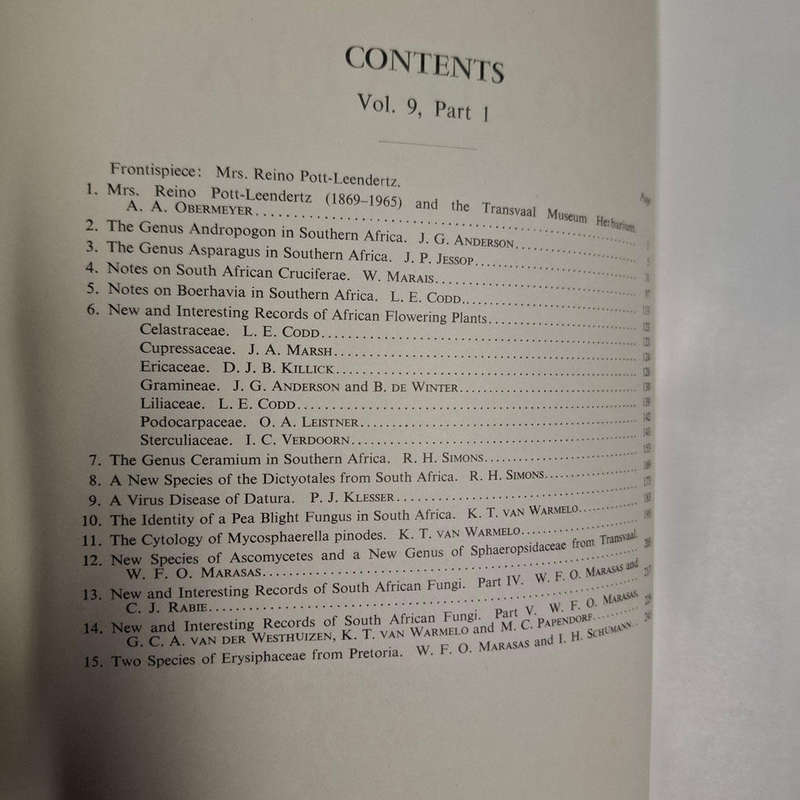 CONTENTS
Vol. 9, Part 1
Frontispiece: Mrs. Reino Pott-Leendertz.
Page
1. Mrs. Reino Pott-Leendertz (1869–1965) and the Transvaal Museum Herbarium.
A. A. OBERMEYER
2. The Genus Andropogon in Southern Africa. J. G. ANDERSON
3. The Genus Asparagus in Southern Africa. J. P. JESSOP
4. Notes on South African Cruciferae. W. MARAIS
5. Notes on Boerhavia in Southern Africa. L. E. CODD
6. New and Interesting Records of African Flowering Plants
Celastraceae. L. E. CODD
Cupressaceae. J. A. MARSH
Ericaceae. D. J. B. KILLICK
Gramineae. J. G. ANDERSON and B. DE WINTER
Liliaceae. L. E. CODD
Podocarpaceae. O. A. LEISTNER
Sterculiaceae. I. C. VERDOORN
7. The Genus Ceramium in Southern Africa. R. H. SIMONS
8. A New Species of the Dictyotales from South Africa. R. H. SIMONS
9. A Virus Disease of Datura. P. J. KLESSER
10. The Identity of a Pea Blight Fungus in South Africa. K. T. VAN WARMELO
11. The Cytology of Mycosphaerella pinodes. K. T. VAN WARMELO
12. New Species of Ascomycetes and a New Genus of Sphaeropsidaceae from Transvaal.
W. F. O. MARASAS
13. New and Interesting Records of South African Fungi. Part IV. W. F. O. MARASAS and
C. J. RABIE
14. New and Interesting Records of South African Fungi. Part V. W. F. O. MARASAS,
G. C. A. VAN DER WESTHUIZEN, K. T. VAN WARMELO and M. C. PAPENDORF
15. Two Species of Erysiphaceae from Pretoria. W. F. O. MARASAS and I. H. SCHUMANN